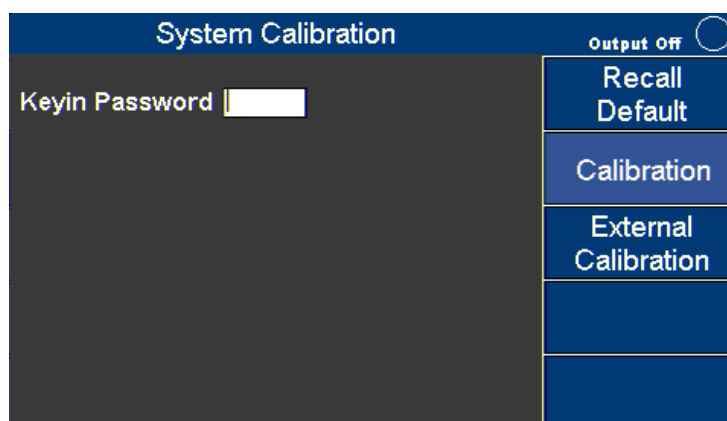 System Calibration
Output Off
Keyin Password
Recall
Default
Calibration
External
Calibration